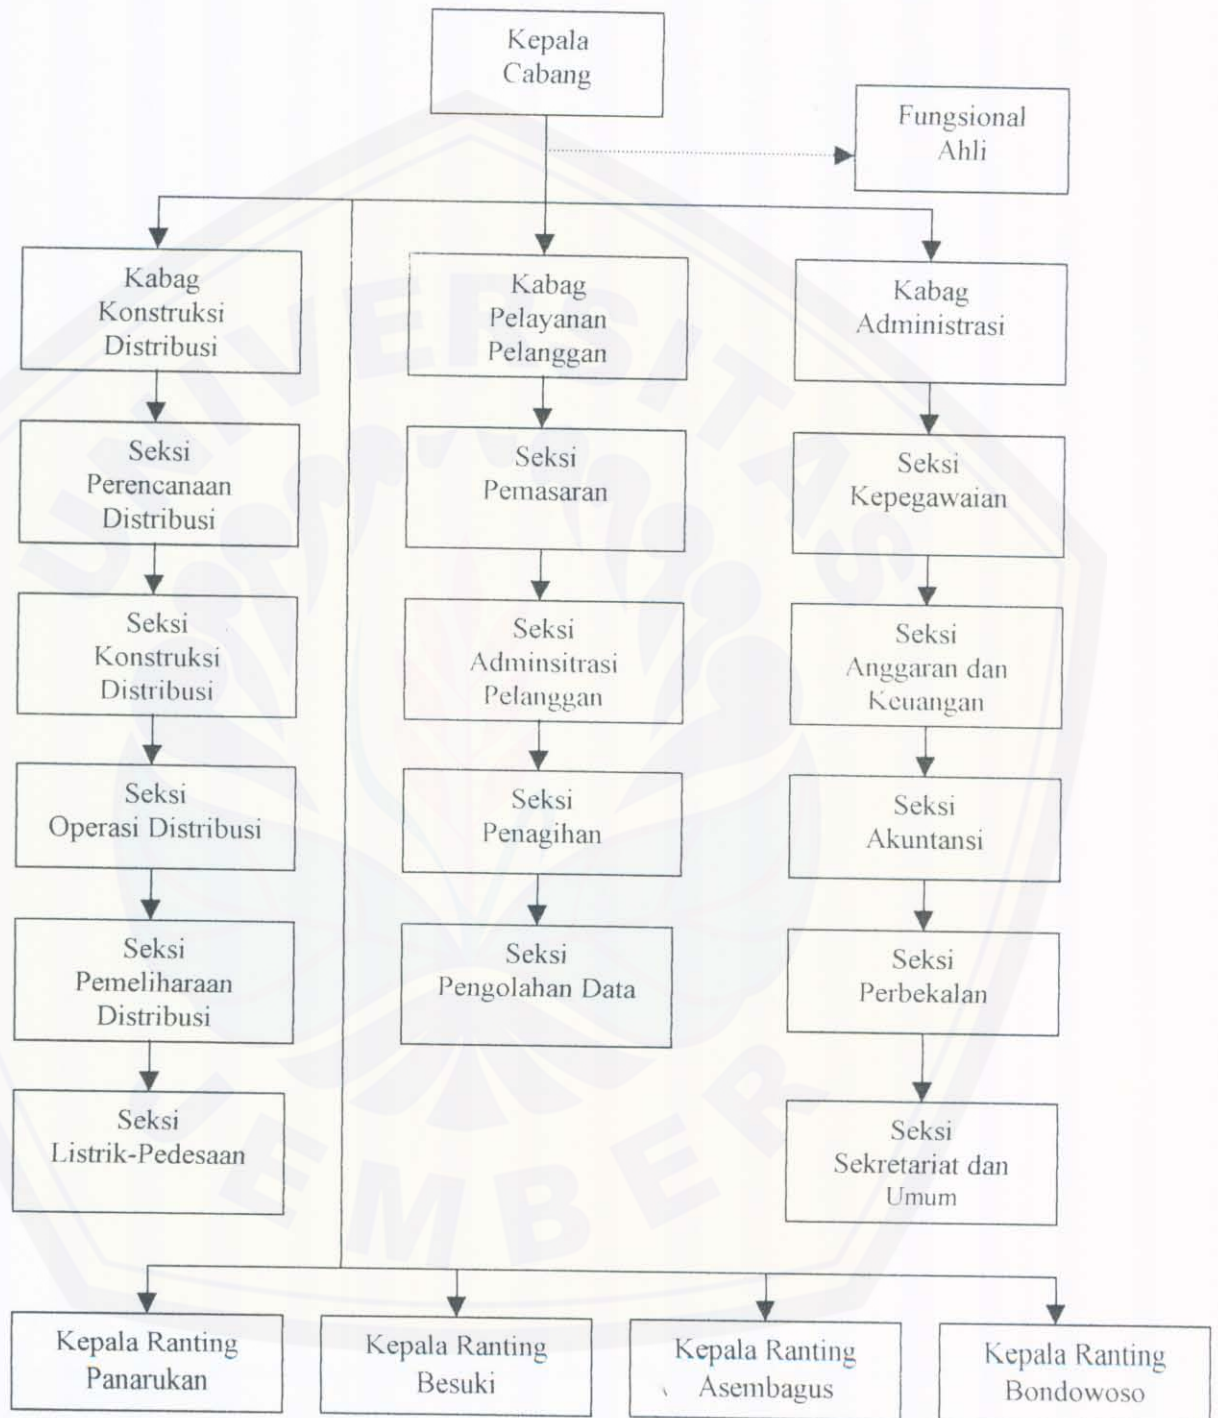 Kepala
Cabang
Fungsional
Ahli
Kabag
Konstruksi
Distribusi
Kabag
Pelayanan
Pelanggan
Kabag
Administrasi
Seksi
Perencanaan
Distribusi
Seksi
Pemasaran
Seksi
Kepegawaian
Seksi
Konstruksi
Distribusi
Seksi
Adminsitrasi
Pelanggan
Seksi
Anggaran dan
Keuangan
Seksi
Operasi Distribusi
Seksi
Penagihan
Seksi
Akuntansi
Seksi
Pemeliharaan
Distribusi
Seksi
Pengolahan Data
Seksi
Perbekalan
Seksi
Listrik-Pedesaan
Seksi
Sekretariat dan
Umum
Kepala Ranting
Panarukan
Kepala Ranting
Besuki
Kepala Ranting
Asembagus
Kepala Ranting
Bondowoso
UNIVERSITAS
JEMBER